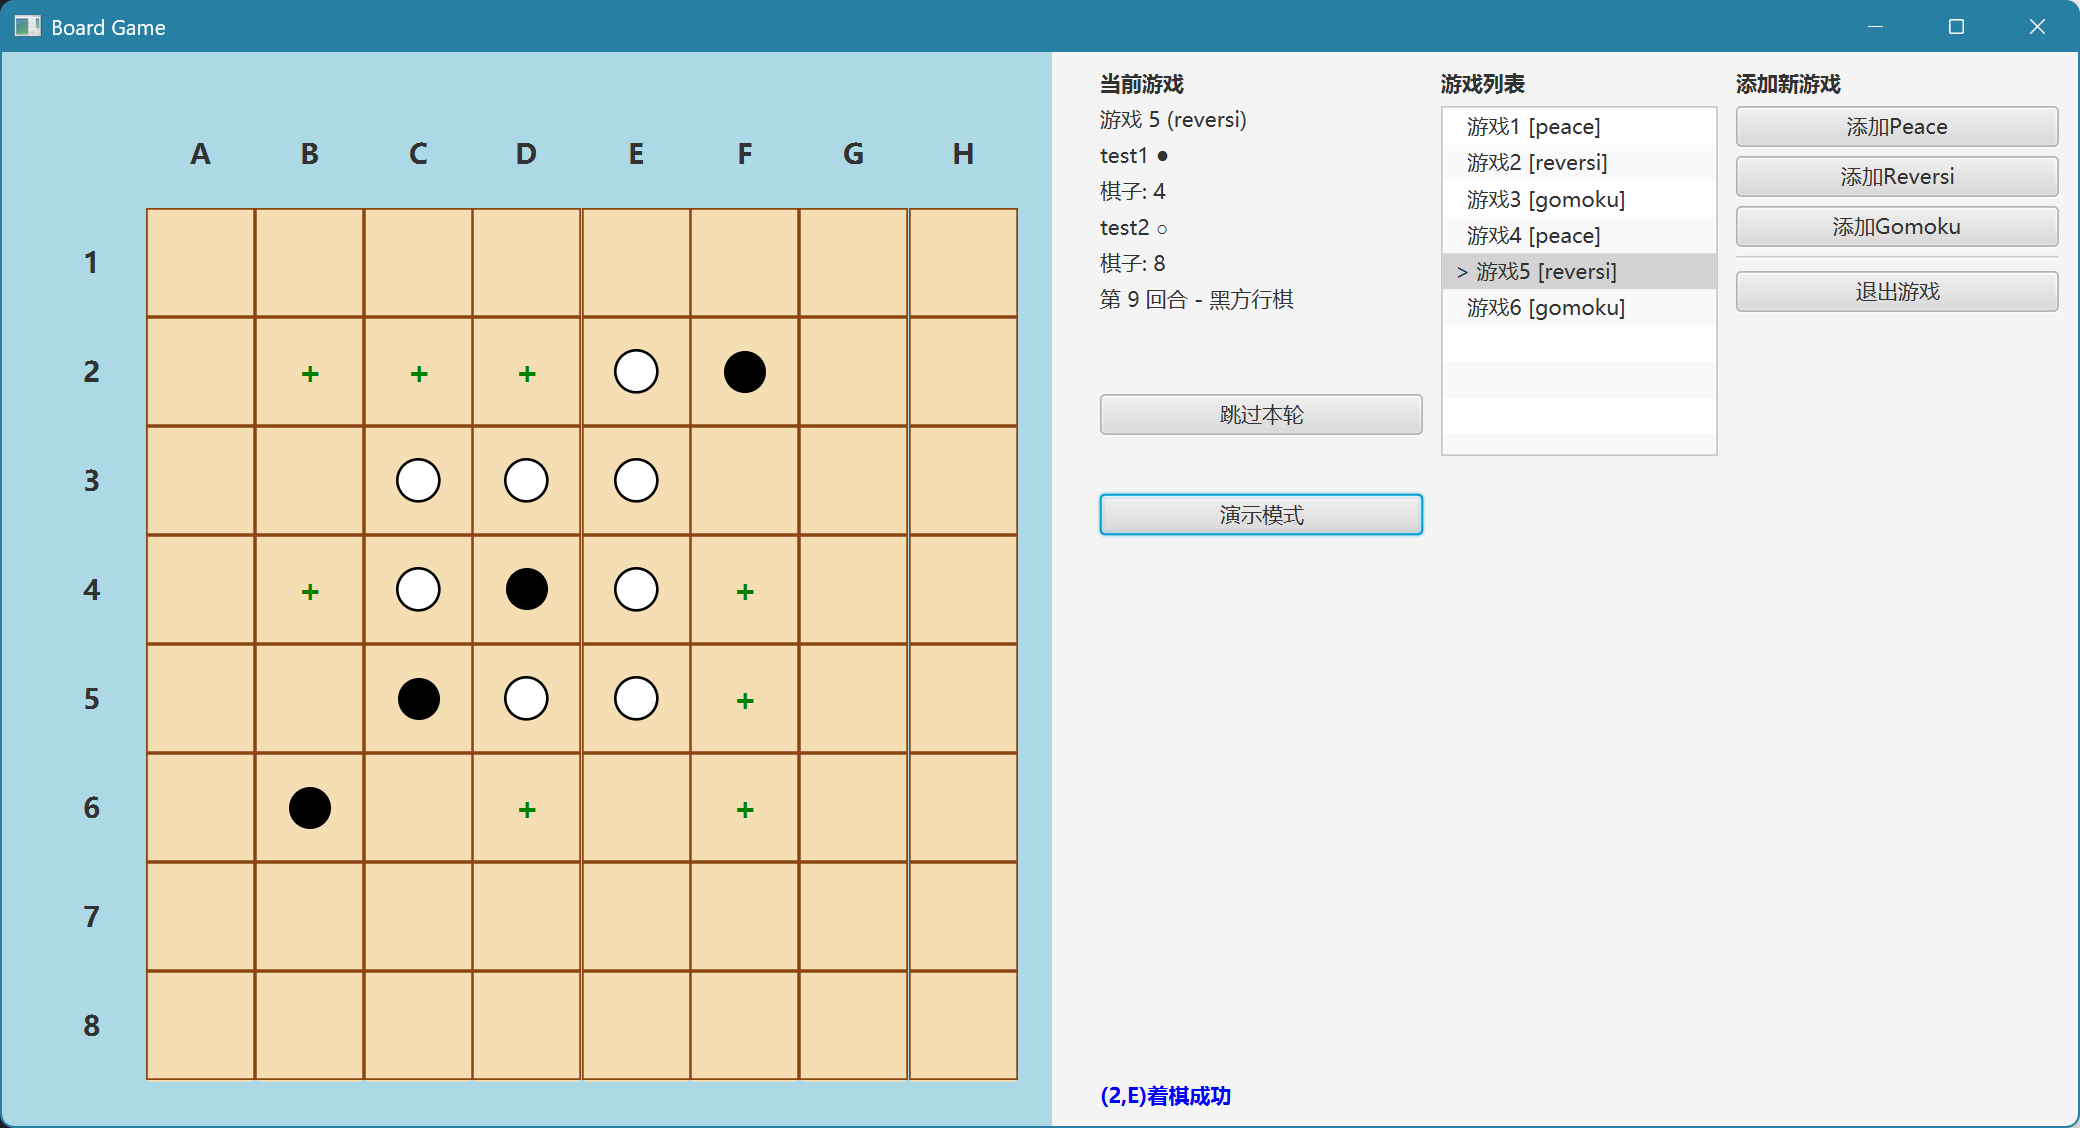 Board Game
A B C D E F G H
1
2
3
4
5
6
7
8
+ + +
+ +
+
+ +
当前游戏
游戏 5 (reversi)
test1 ●
棋子: 4
test2 ○
棋子: 8
第 9 回合 - 黑方行棋
跳过本轮
演示模式
(2,E)着棋成功
游戏列表
游戏1 [peace]
游戏2 [reversi]
游戏3 [gomoku]
游戏4 [peace]
> 游戏5 [reversi]
游戏6 [gomoku]
添加新游戏
添加Peace
添加Reversi
添加Gomoku
退出游戏